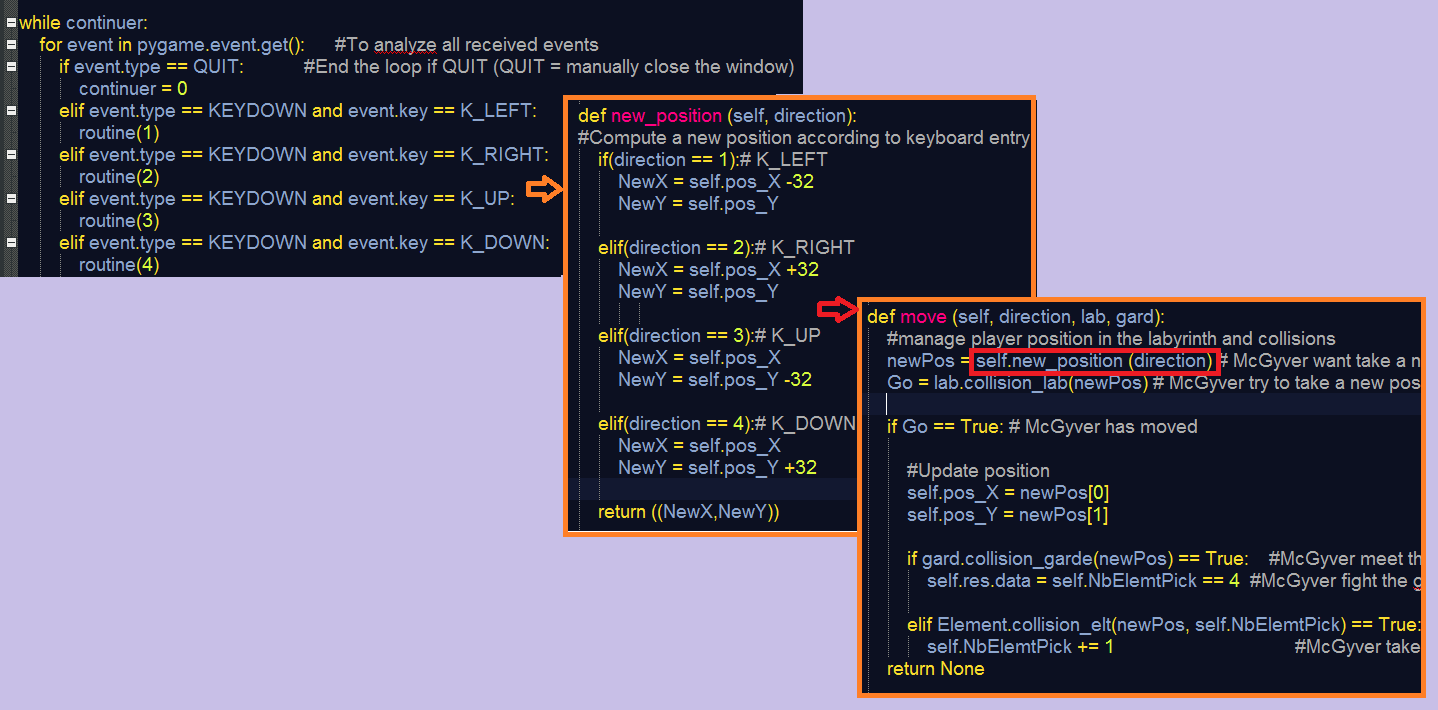 while continuer:
for event in pygame.event.get(): #To analyze all received events
if event.type == QUIT: #End the loop if QUIT (QUIT = manually close the window)
continuer = 0
elif event.type == KEYDOWN and event.key == K_LEFT:
routine(1)
elif event.type == KEYDOWN and event.key == K_RIGHT:
routine(2)
elif event.type == KEYDOWN and event.key == K_UP:
routine(3)
elif event.type == KEYDOWN and event.key == K_DOWN:
routine(4)
def new_position (self, direction):
#Compute a new position according to keyboard entry
if(direction == 1):# K_LEFT
NewX = self.pos_X -32
NewY = self.pos_Y
elif(direction == 2):# K_RIGHT
NewX = self.pos_X +32
NewY = self.pos_Y
elif(direction == 3):# K_UP
NewX = self.pos_X
NewY = self.pos_Y -32
elif(direction == 4):# K_DOWN
NewX = self.pos_X
NewY = self.pos_Y +32
return ((NewX,NewY))
def move (self, direction, lab, gard):
#manage player position in the labyrinth and collisions
newPos = self.new_position (direction) # McGyver want take a n
Go = lab.collision_lab(newPos) # McGyver try to take a new pos
if Go == True: # McGyver has moved
#Update position
self.pos_X = newPos[0]
self.pos_Y = newPos[1]
if gard.collision_garde(newPos) == True: #McGyver meet th
self.res.data = self.NbElemtPick == 4 #McGyver fight the g
elif Element.collision_elt(newPos, self.NbElemtPick) == True:
self.NbElemtPick += 1 #McGyver take
return None